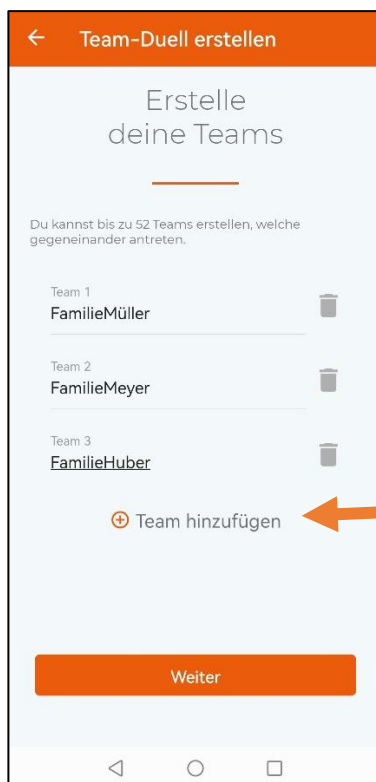 Team-Duell erstellen
Erstelle
deine Teams
Du kannst bis zu 52 Teams erstellen, welche
gegeneinander antreten.
Team 1
FamilieMüller
Team 2
FamilieMeyer
Team 3
FamilieHuber
Team hinzufügen
Weiter